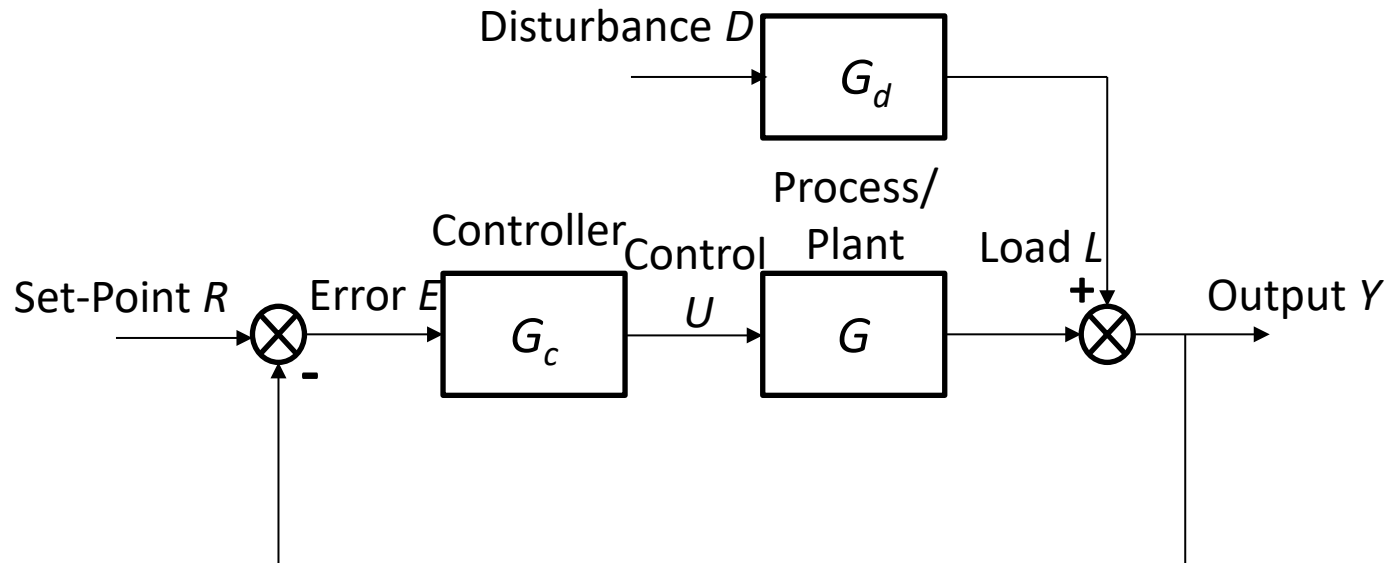 Disturbance D
G_d
Process/
Plant
Controller
Control
U
Load L
+
Set-Point R
Error E
G_c
G
Output Y
-